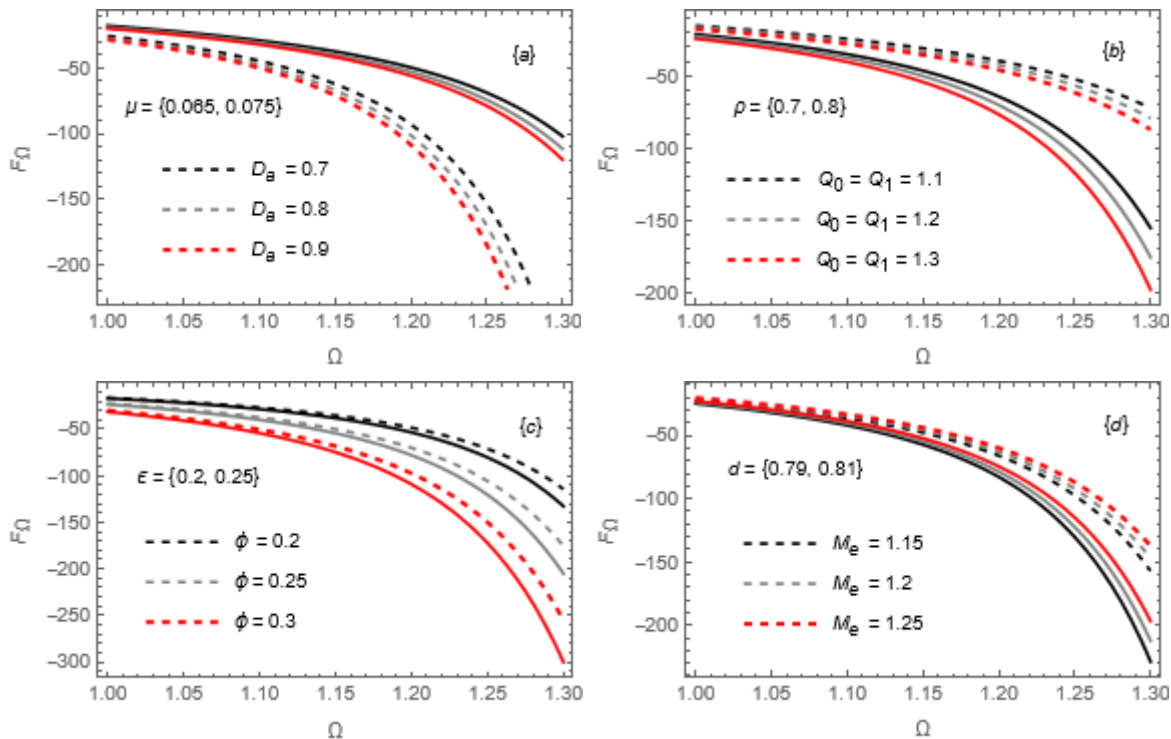 {a}
−50
μ = {0.065, 0.075}
−100
F_Ω
D_a = 0.7
−150
D_a = 0.8
D_a = 0.9
−200
1.00 1.05 1.10 1.15 1.20 1.25 1.30
Ω
{b}
−50
ρ = {0.7, 0.8}
−100
F_Ω
Q_0 = Q_1 = 1.1
Q_0 = Q_1 = 1.2
−150
Q_0 = Q_1 = 1.3
−200
1.00 1.05 1.10 1.15 1.20 1.25 1.30
Ω
{c}
−50
ϵ = {0.2, 0.25}
−100
−150
F_Ω
ϕ = 0.2
−200
ϕ = 0.25
−250
ϕ = 0.3
−300
1.00 1.05 1.10 1.15 1.20 1.25 1.30
Ω
{d}
−50
d = {0.79, 0.81}
−100
F_Ω
M_e = 1.15
−150
M_e = 1.2
−200
M_e = 1.25
1.00 1.05 1.10 1.15 1.20 1.25 1.30
Ω